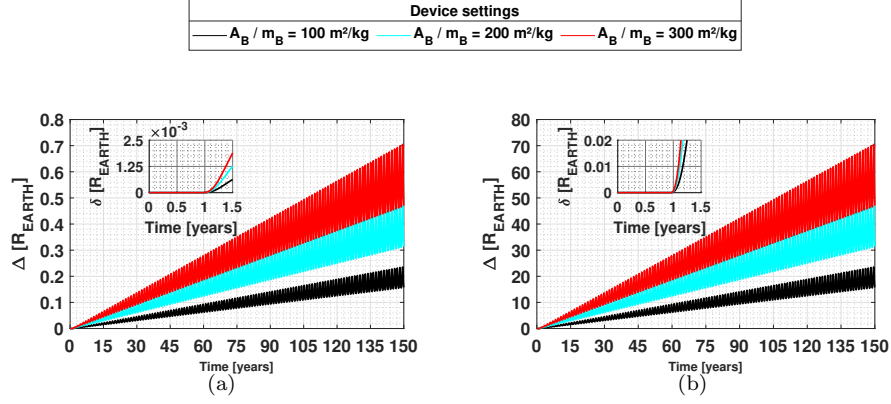 Device settings
A_B / m_B = 100 m²/kg A_B / m_B = 200 m²/kg A_B / m_B = 300 m²/kg
0.8
0.7
0.6
0.5
0.4
0.3
0.2
0.1
0
Δ [R_EARTH]
0 15 30 45 60 75 90 105 120 135 150
Time [years]
×10⁻³
2.5
1.25
0
δ [R_EARTH]
0 0.5 1 1.5
Time [years]
(a)
80
70
60
50
40
30
20
10
0
Δ [R_EARTH]
0 15 30 45 60 75 90 105 120 135 150
Time [years]
0.02
0.01
0
δ [R_EARTH]
0 0.5 1 1.5
Time [years]
(b)